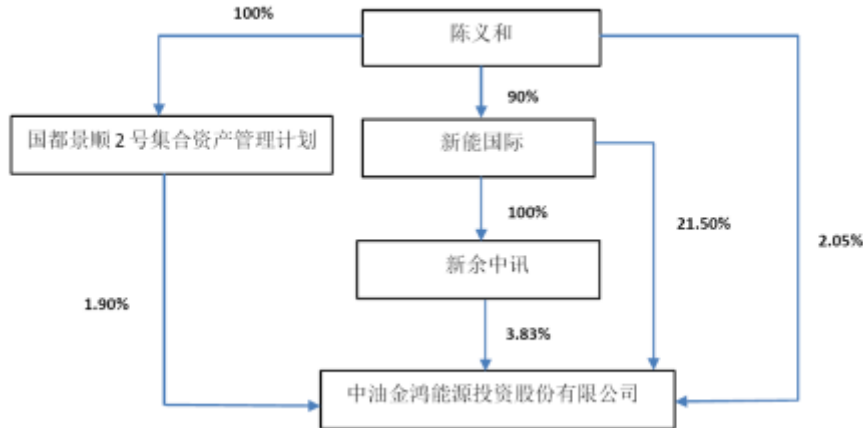 100%
陈义和
90%
国都景顺 2 号集合资产管理计划
新能国际
100%
21.50%
2.05%
新余中讯
1.90%
3.83%
中油金鸿能源投资股份有限公司